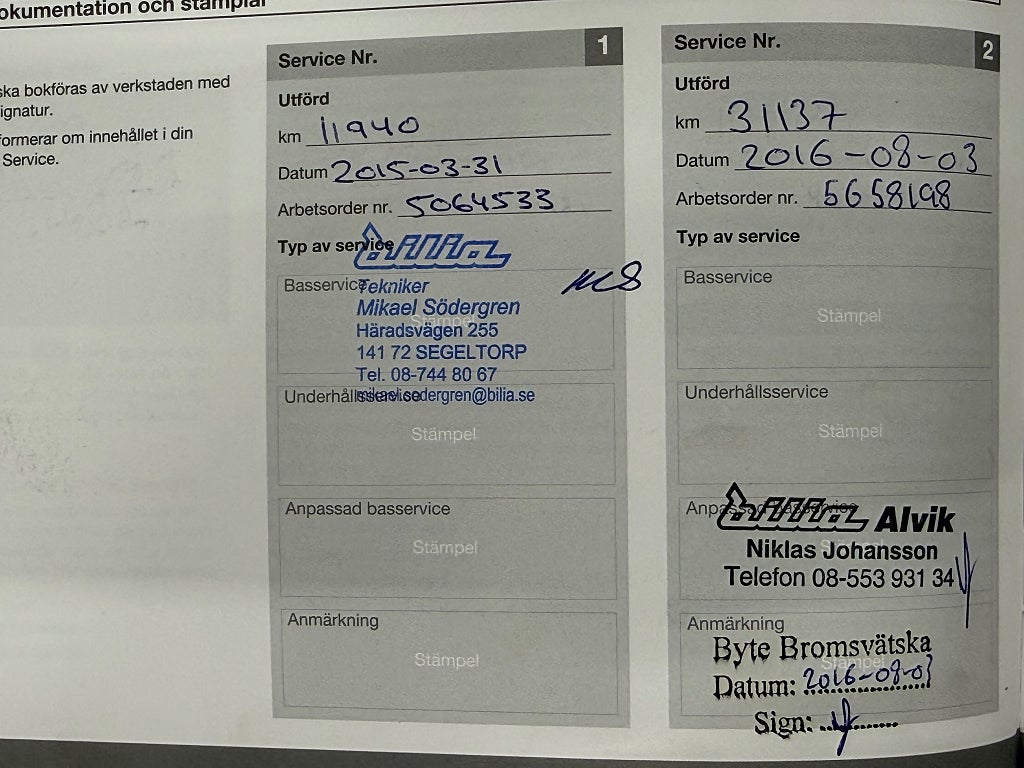 okumentation och stämplar
ska bokföras av verkstaden med
ignatur.
formerar om innehållet i din
Service.
Service Nr. 1
Utförd
km 11940
Datum 2015-03-31
Arbetsorder nr. 5064533
Typ av service
bilia
Basservice
Tekniker
Mikael Södergren
Stämpel
Häradsvägen 255
141 72 SEGELTORP
Tel. 08-744 80 67
Underhållsservice
mikael.sodergren@bilia.se
Stämpel
Anpassad basservice
Stämpel
Anmärkning
Stämpel
Service Nr. 2
Utförd
km 31137
Datum 2016-08-03
Arbetsorder nr. 5658198
Typ av service
Basservice
Stämpel
Underhållsservice
Stämpel
Anpassad basservice
bilia Alvik
Niklas Johansson
Telefon 08-553 931 34
Anmärkning
Byte Bromsvätska
Stämpel
Datum: 2016-08-03
Sign: